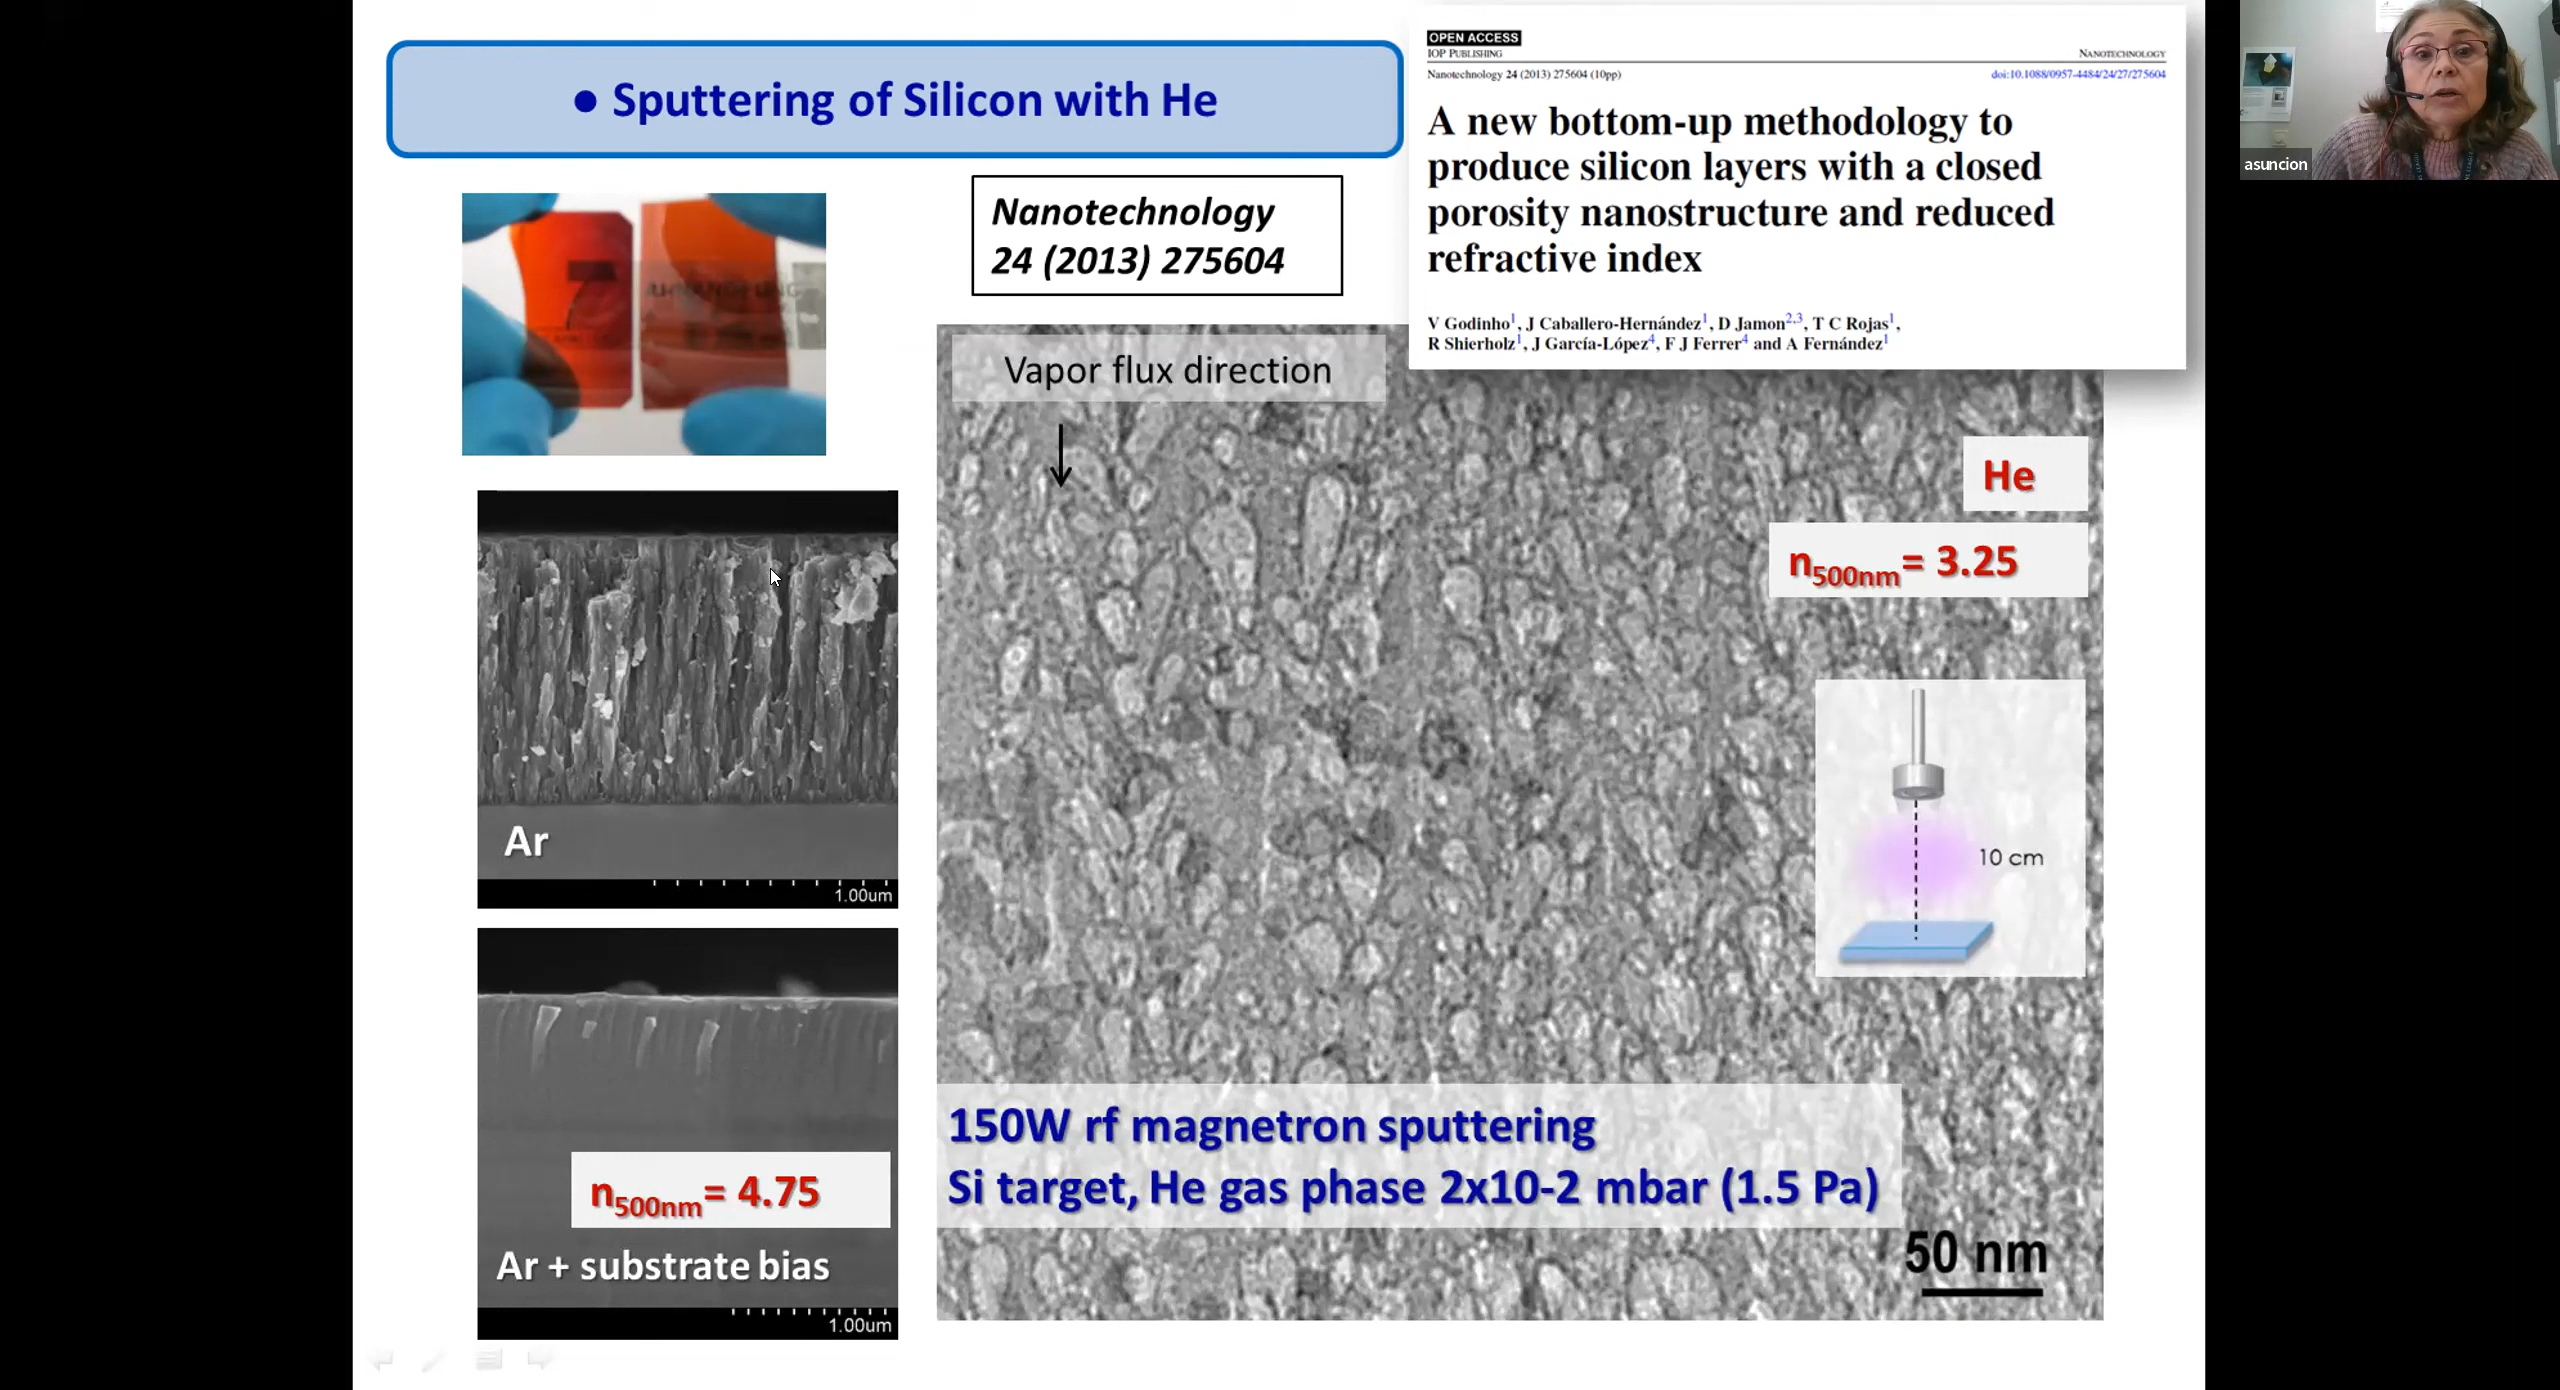 ● Sputtering of Silicon with He
OPEN ACCESS
IOP PUBLISHING
NANOTECHNOLOGY
Nanotechnology 24 (2013) 275604 (10pp)
doi:10.1088/0957-4484/24/27/275604
A new bottom-up methodology to
produce silicon layers with a closed
porosity nanostructure and reduced
refractive index
V Godinho1, J Caballero-Hernández1, D Jamon2,3, T C Rojas1,
R Shierholz1, J García-López4, F J Ferrer4 and A Fernández1
asuncion
Nanotechnology
24 (2013) 275604
Vapor flux direction
He
n500nm= 3.25
10 cm
Ar
1.00um
n500nm= 4.75
Ar + substrate bias
1.00um
150W rf magnetron sputtering
Si target, He gas phase 2x10-2 mbar (1.5 Pa)
50 nm